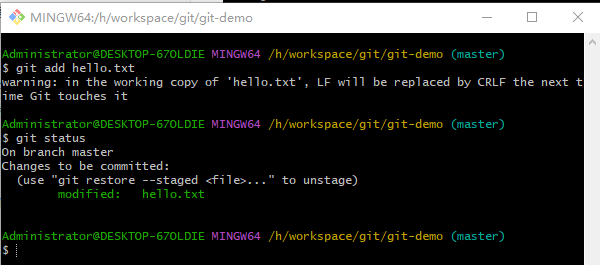 MINGW64:/h/workspace/git/git-demo
Administrator@DESKTOP-67OLDIE MINGW64 /h/workspace/git/git-demo (master)
$ git add hello.txt
warning: in the working copy of 'hello.txt', LF will be replaced by CRLF the next t
ime Git touches it
Administrator@DESKTOP-67OLDIE MINGW64 /h/workspace/git/git-demo (master)
$ git status
On branch master
Changes to be committed:
  (use "git restore --staged <file>..." to unstage)
        modified:   hello.txt
Administrator@DESKTOP-67OLDIE MINGW64 /h/workspace/git/git-demo (master)
$